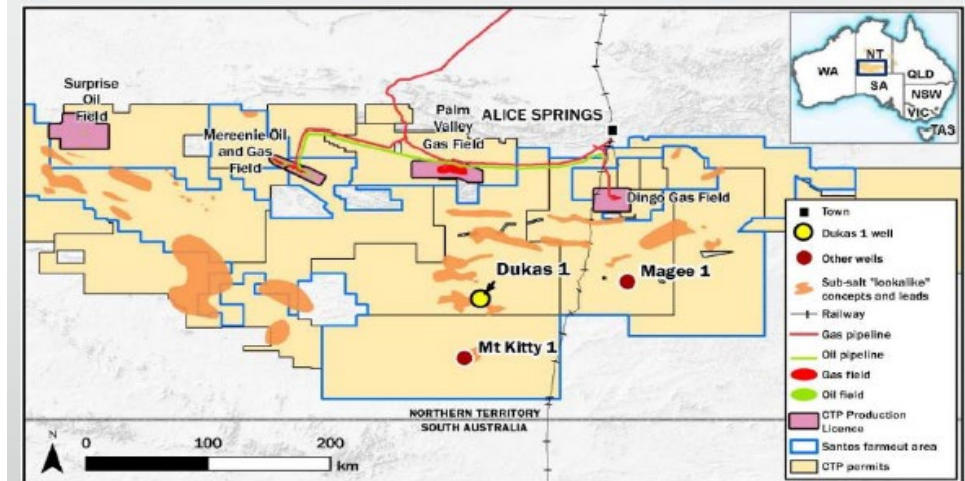 Surprise
Oil
Field
Mereenie Oil
and Gas
Field
Palm
Valley
Gas Field
ALICE SPRINGS
Dingo Gas Field
Dukas 1
Magee 1
Mt Kitty 1
NORTHERN TERRITORY
SOUTH AUSTRALIA
N
0 100 200
km
WA
NT
QLD
SA
NSW
VIC
TAS
Town
Dukas 1 well
Other wells
Sub-salt "lookalike"
concepts and leads
Railway
Gas pipeline
Oil pipeline
Gas field
Oil field
CTP Production
Licence
Santos farmout area
CTP permits